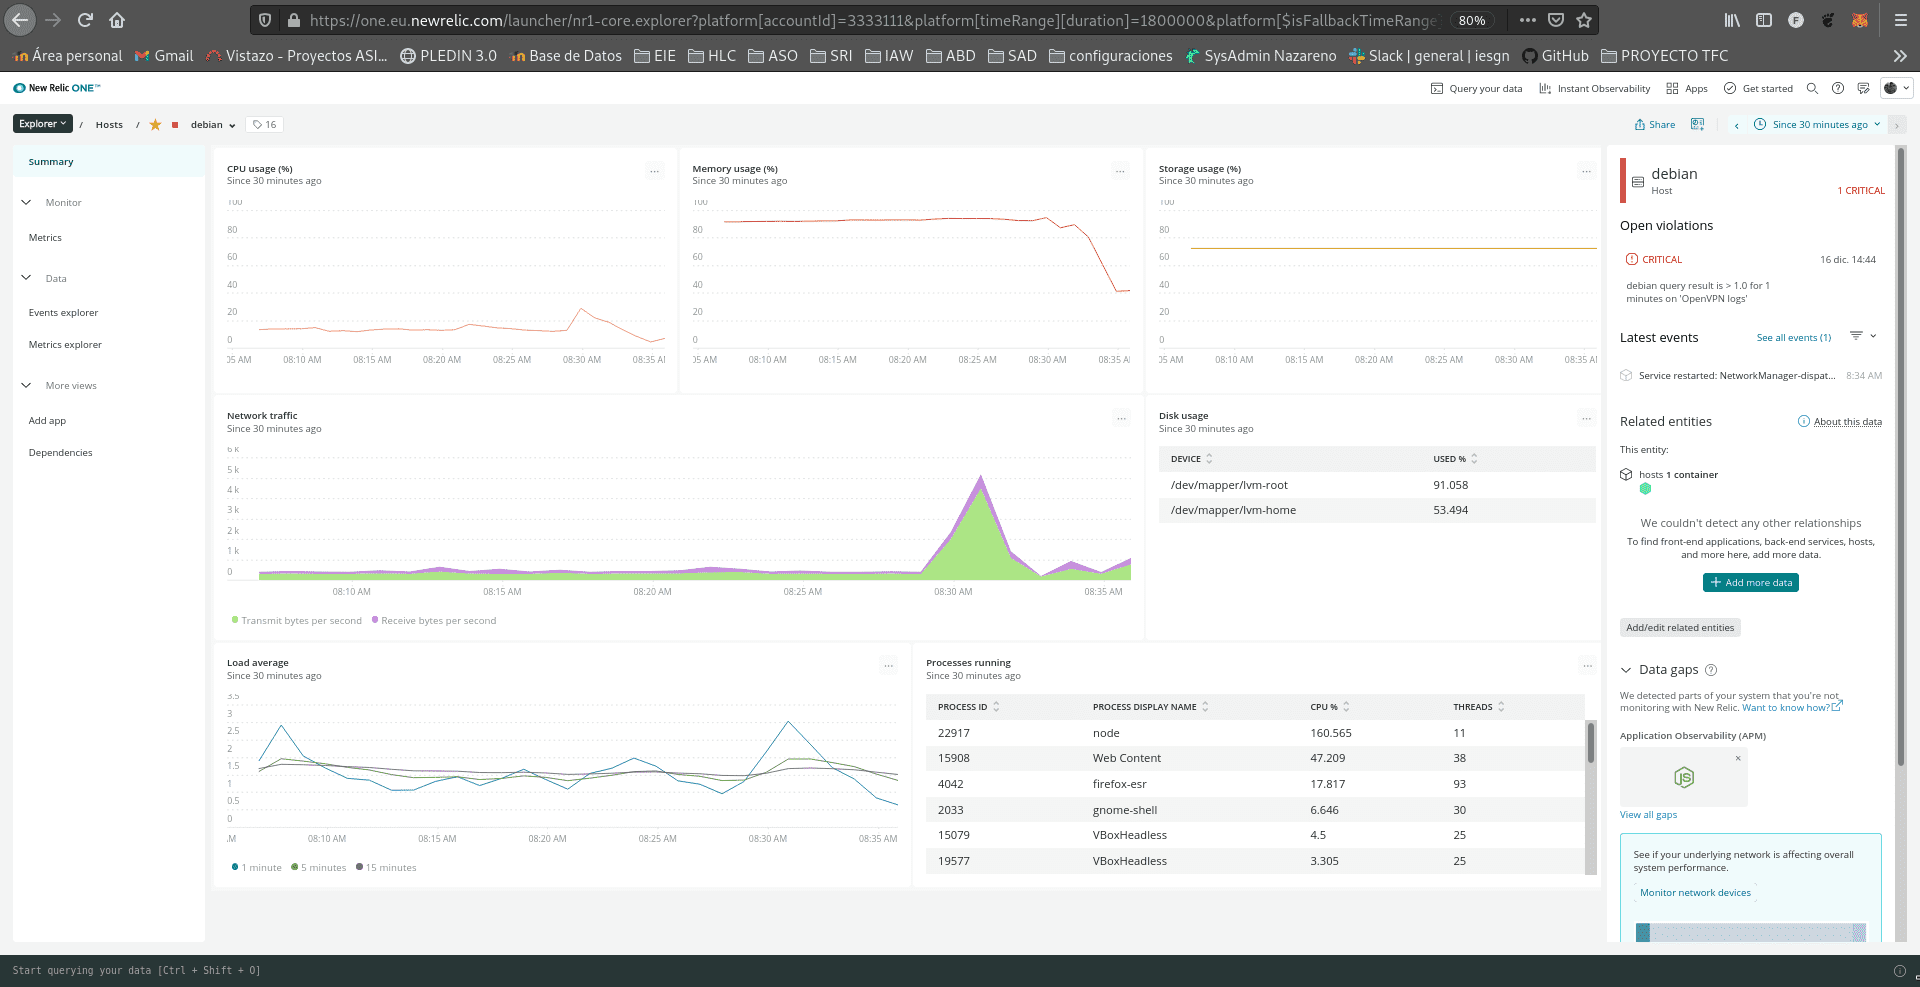 https://one.eu.newrelic.com/launcher/nr1-core.explorer?platform[accountId]=3333111&platform[timeRange][duration]=1800000&platform[$isFallbackTimeRange
80%
Área personal
Gmail
Vistazo - Proyectos ASI...
PLEDIN 3.0
Base de Datos
EIE
HLC
ASO
SRI
IAW
ABD
SAD
configuraciones
SysAdmin Nazareno
Slack | general | iesgn
GitHub
PROYECTO TFC
New Relic ONE™
Query your data
Instant Observability
Apps
Get started
Explorer / Hosts / debian
16
Share
Since 30 minutes ago
Summary
Monitor
Metrics
Data
Events explorer
Metrics explorer
More views
Add app
Dependencies
CPU usage (%)
Since 30 minutes ago
100
80
60
40
20
0
05 AM 08:10 AM 08:15 AM 08:20 AM 08:25 AM 08:30 AM 08:35 A
Memory usage (%)
Since 30 minutes ago
100
80
60
40
20
0
05 AM 08:10 AM 08:15 AM 08:20 AM 08:25 AM 08:30 AM 08:35 A
Storage usage (%)
Since 30 minutes ago
100
80
60
40
20
0
05 AM 08:10 AM 08:15 AM 08:20 AM 08:25 AM 08:30 AM 08:35 A
Network traffic
Since 30 minutes ago
6 k
5 k
4 k
3 k
2 k
1 k
0
08:10 AM 08:15 AM 08:20 AM 08:25 AM 08:30 AM 08:35 AM
Transmit bytes per second Receive bytes per second
Disk usage
Since 30 minutes ago
DEVICE USED %
/dev/mapper/lvm-root 91.058
/dev/mapper/lvm-home 53.494
Load average
Since 30 minutes ago
3.5
3
2.5
2
1.5
1
0.5
0
.M 08:10 AM 08:15 AM 08:20 AM 08:25 AM 08:30 AM 08:35 AM
1 minute 5 minutes 15 minutes
Processes running
Since 30 minutes ago
PROCESS ID PROCESS DISPLAY NAME CPU % THREADS
22917 node 160.565 11
15908 Web Content 47.209 38
4042 firefox-esr 17.817 93
2033 gnome-shell 6.646 30
15079 VBoxHeadless 4.5 25
19577 VBoxHeadless 3.305 25
debian
Host
1 CRITICAL
Open violations
CRITICAL 16 dic. 14:44
debian query result is > 1.0 for 1
minutes on 'OpenVPN logs'
Latest events
See all events (1)
Service restarted: NetworkManager-dispat... 8:34 AM
Related entities
About this data
This entity:
hosts 1 container
We couldn't detect any other relationships
To find front-end applications, back-end services, hosts,
and more here, add more data.
Add more data
Add/edit related entities
Data gaps
We detected parts of your system that you're not
monitoring with New Relic. Want to know how?
Application Observability (APM)
View all gaps
See if your underlying network is affecting overall
system performance.
Monitor network devices
Start querying your data [Ctrl + Shift + O]